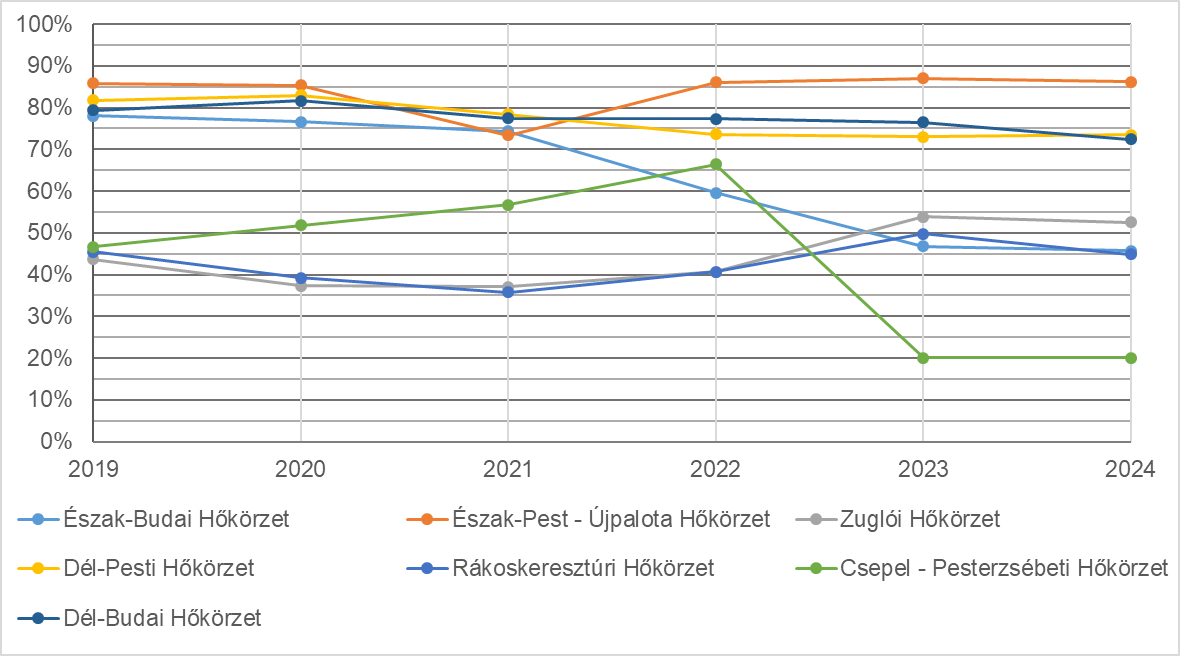 100%
90%
80%
70%
60%
50%
40%
30%
20%
10%
0%
2019 2020 2021 2022 2023 2024
Észak-Budai Hőkörzet Észak-Pest - Újpalota Hőkörzet Zuglói Hőkörzet
Dél-Pesti Hőkörzet Rákoskeresztúri Hőkörzet Csepel - Pesterzsébeti Hőkörzet
Dél-Budai Hőkörzet